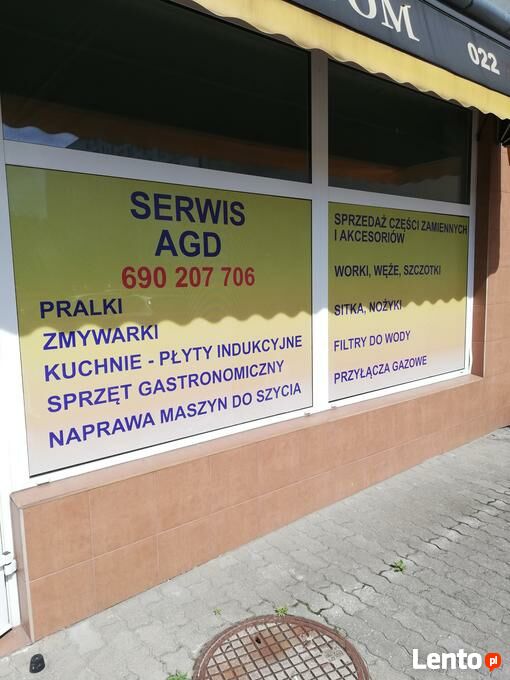 022
SERWIS
AGD
690 207 706
PRALKI
ZMYWARKI
KUCHNIE - PŁYTY INDUKCYJNE
SPRZĘT GASTRONOMICZNY
NAPRAWA MASZYN DO SZYCIA
SPRZEDAŻ CZĘŚCI ZAMIENNYCH
I AKCESORIÓW
WORKI, WĘŻE, SZCZOTKI
SITKA, NOŻYKI
FILTRY DO WODY
PRZYŁĄCZA GAZOWE
Lento.pl